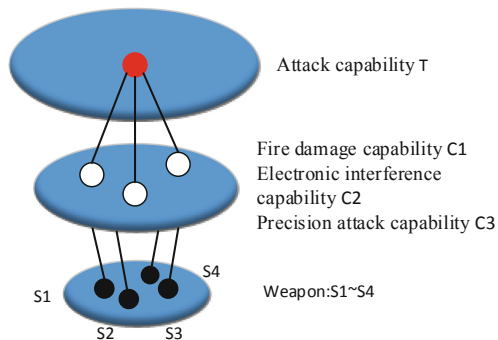 Attack capability T
Fire damage capability C1
Electronic interference
capability C2
Precision attack capability C3
S4
S1
Weapon:S1~S4
S2
S3